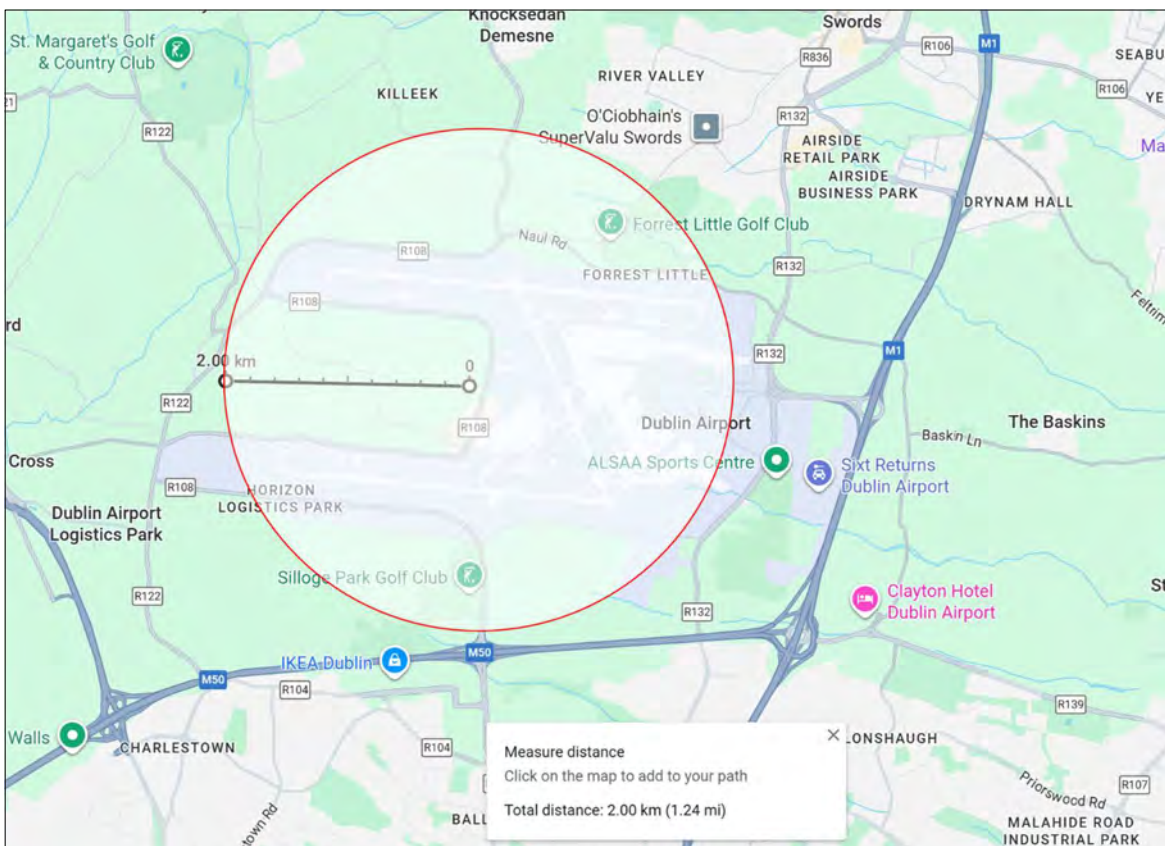 Knocksedan
Demesne
Swords
St. Margaret's Golf
& Country Club
R106
M1
SEABU
R836
RIVER VALLEY
KILLEEK
R106
YE
21
R122
O'Ciobhain's
SuperValu Swords
R132
AIRSIDE
RETAIL PARK
Ma
AIRSIDE
BUSINESS PARK
DRYNAM HALL
Forrest Little Golf Club
Naul Rd
R108
R132
FORREST LITTLE
Feltrim
R108
rd
2.00 km
0
R132
M1
R122
R108
Dublin Airport
The Baskins
Baskin Ln
Cross
ALSAA Sports Centre
Sixt Returns
Dublin Airport
R108
HORIZON
LOGISTICS PARK
Dublin Airport
Logistics Park
Silloge Park Golf Club
St
R122
R132
Clayton Hotel
Dublin Airport
IKEA Dublin
M50
M50
R104
R139
Walls
CHARLESTOWN
R104
Measure distance
Click on the map to add to your path
Total distance: 2.00 km (1.24 mi)
LONSHAUGH
Priorswood Rd
R107
town Rd
BALL
MALAHIDE ROAD
INDUSTRIAL PARK